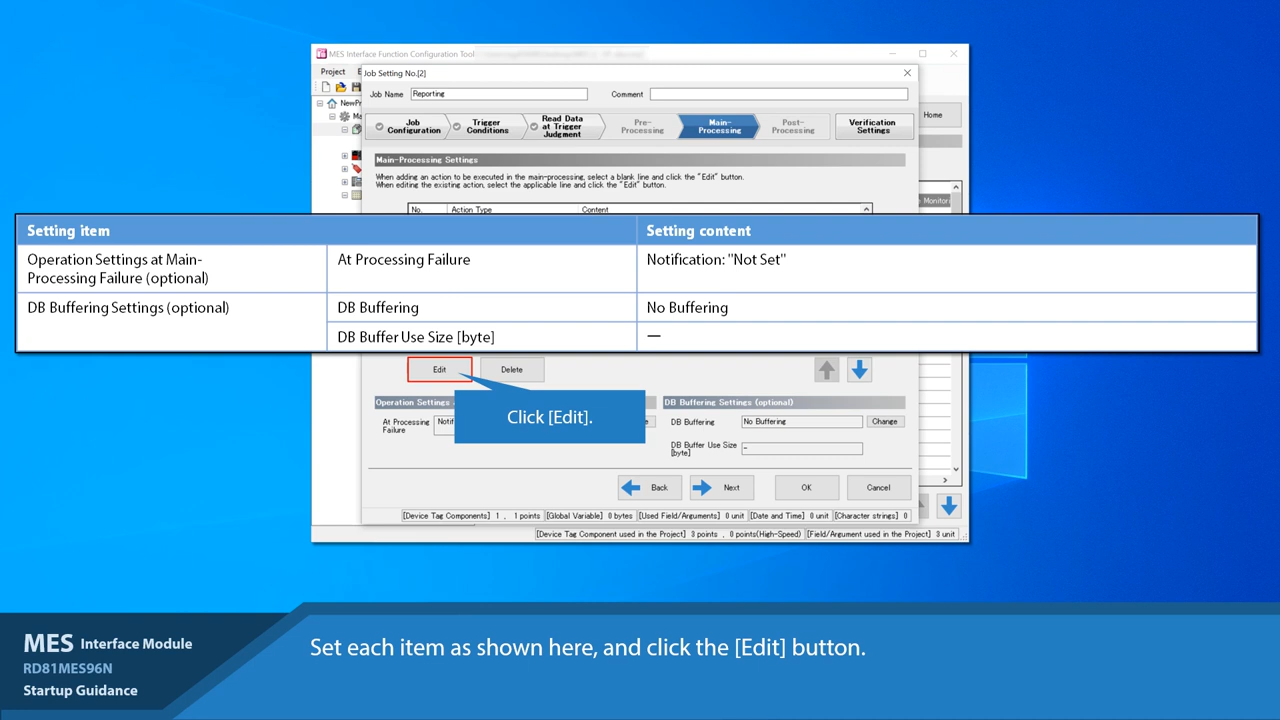 MES Interface Function Configuration Tool
Project
Job Setting No.[2]
Job Name
Reporting
Comment
NewPr
Ma
Home
Job
Configuration
Trigger
Conditions
Read Data
at Trigger
Judgment
Pre-
Processing
Main-
Processing
Post-
Processing
Verification
Settings
Main-Processing Settings
When adding an action to be executed in the main-processing, select a blank line and click the "Edit" button.
When editing the existing action, select the applicable line and click the "Edit" button.
No.
Action Type
Content
Monitori
Setting item
Setting content
Operation Settings at Main-
Processing Failure (optional)
At Processing Failure
Notification: "Not Set"
DB Buffering Settings (optional)
DB Buffering
No Buffering
DB Buffer Use Size [byte]
—
Edit
Delete
Operation Settings
DB Buffering Settings (optional)
At Processing
Failure
Notif
Click [Edit].
DB Buffering
No Buffering
Change
DB Buffer Use Size
[byte]
-
Back
Next
OK
Cancel
[Device Tag Components] 1 , 1 points [Global Variable] 0 bytes [Used Field/Arguments] 0 unit [Date and Time] 0 unit [Character strings] 0
[Device Tag Component used in the Project] 3 points , 0 points(High-Speed) [Field/Argument used in the Project] 3 unit
MES Interface Module
RD81MES96N
Startup Guidance
Set each item as shown here, and click the [Edit] button.